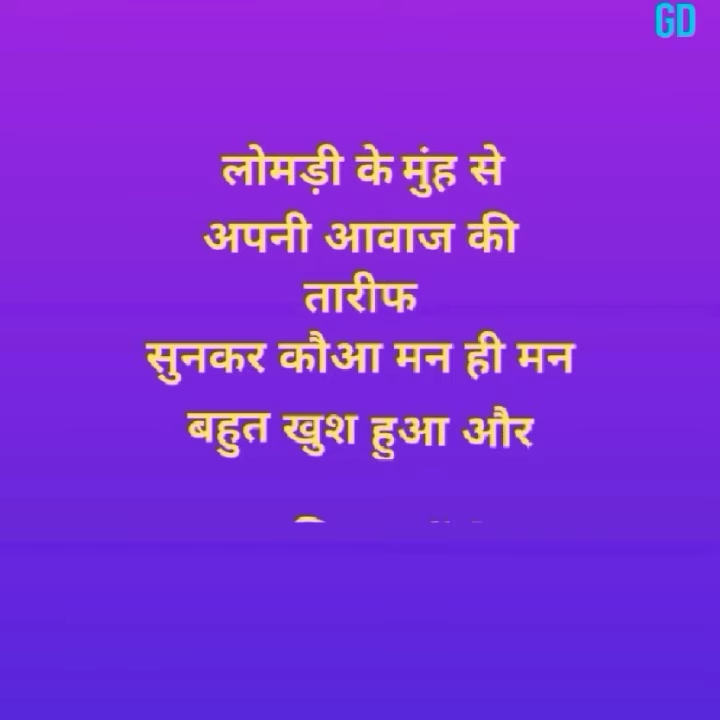 GD
लोमड़ी के मुंह से
अपनी आवाज की
तारीफ
सुनकर कौआ मन ही मन
बहुत खुश हुआ और